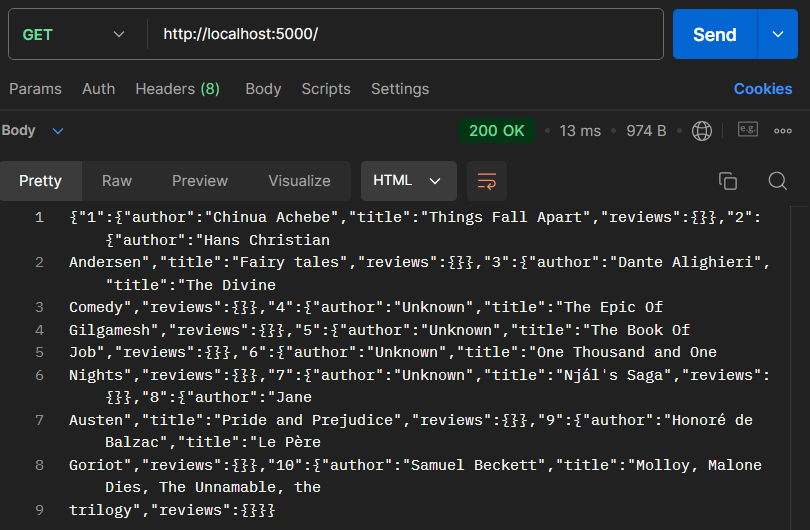 GET http://localhost:5000/ Send
Params Auth Headers (8) Body Scripts Settings Cookies
Body 200 OK • 13 ms • 974 B • e.g.
Pretty Raw Preview Visualize HTML
1 {"1":{"author":"Chinua Achebe","title":"Things Fall Apart","reviews":{}},"2":
{"author":"Hans Christian
2 Andersen","title":"Fairy tales","reviews":{}},"3":{"author":"Dante Alighieri",
"title":"The Divine
3 Comedy","reviews":{}},"4":{"author":"Unknown","title":"The Epic Of
4 Gilgamesh","reviews":{}},"5":{"author":"Unknown","title":"The Book Of
5 Job","reviews":{}},"6":{"author":"Unknown","title":"One Thousand and One
6 Nights","reviews":{}},"7":{"author":"Unknown","title":"Njál's Saga","reviews":
{}},"8":{"author":"Jane
7 Austen","title":"Pride and Prejudice","reviews":{}},"9":{"author":"Honoré de
Balzac","title":"Le Père
8 Goriot","reviews":{}},"10":{"author":"Samuel Beckett","title":"Molloy, Malone
Dies, The Unnamable, the
9 trilogy","reviews":{}}}